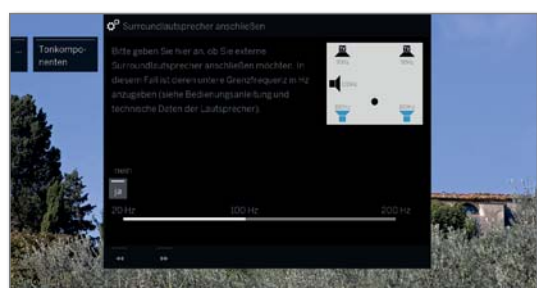 Surroundlautsprecher anschließen
...
Tonkompo-
nenten
Bitte geben Sie hier an, ob Sie externe
Surroundlautsprecher anschließen möchten. In
diesem Fall ist deren untere Grenzfrequenz in Hz
anzugeben (siehe Bedienungsanleitung und
technische Daten der Lautsprecher).
nein
ja
20 Hz 100 Hz 200 Hz